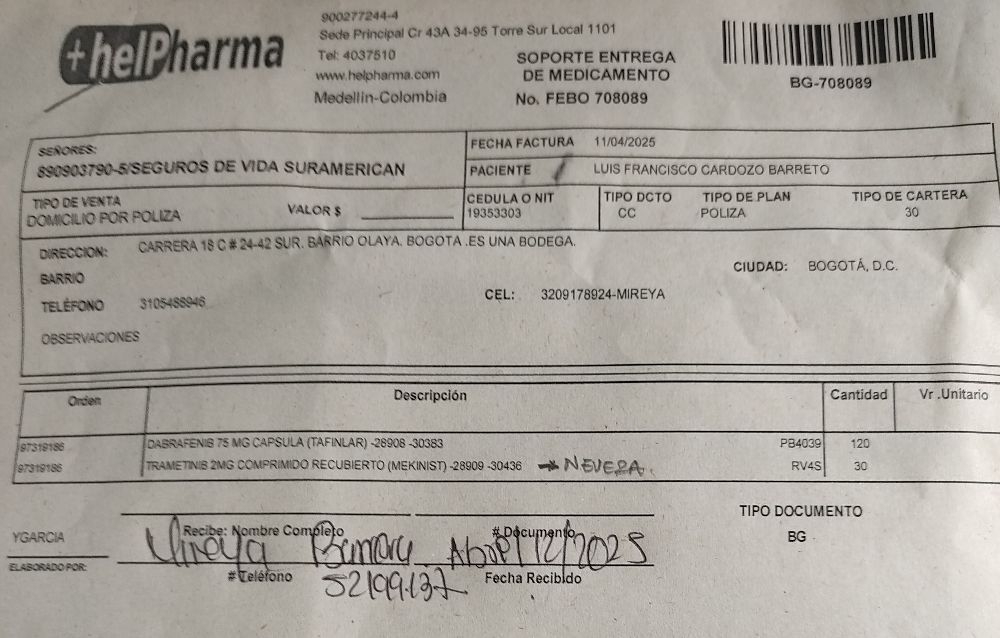 +helPharma
900277244-4
Sede Principal Cr 43A 34-95 Torre Sur Local 1101
Tel: 4037510
www.helpharma.com
Medellin-Colombia
SOPORTE ENTREGA
DE MEDICAMENTO
No. FEBO 708089
BG-708089
SEÑORES:
890903790-5/SEGUROS DE VIDA SURAMERICAN
FECHA FACTURA 11/04/2025
PACIENTE LUIS FRANCISCO CARDOZO BARRETO
TIPO DE VENTA
DOMICILIO POR POLIZA
VALOR $
CEDULA O NIT
19353303
TIPO DCTO
CC
TIPO DE PLAN
POLIZA
TIPO DE CARTERA
30
DIRECCION: CARRERA 18 C # 24-42 SUR. BARRIO OLAYA. BOGOTA .ES UNA BODEGA.
BARRIO
CIUDAD: BOGOTÁ, D.C.
TELÉFONO 3105488946
CEL: 3209178924-MIREYA
OBSERVACIONES
Orden Descripción Cantidad Vr .Unitario
97319186 DABRAFENIB 75 MG CAPSULA (TAFINLAR) -28908 -30383 PB4039 120
97319186 TRAMETINIB 2MG COMPRIMIDO RECUBIERTO (MEKINIST) -28909 -30436 → NEVERA. RV4S 30
TIPO DOCUMENTO
BG
YGARCIA
ELABORADO POR:
Recibe: Nombre Completo # Documento
Mireya 12/2025
# Teléfono Fecha Recibido
52199.137